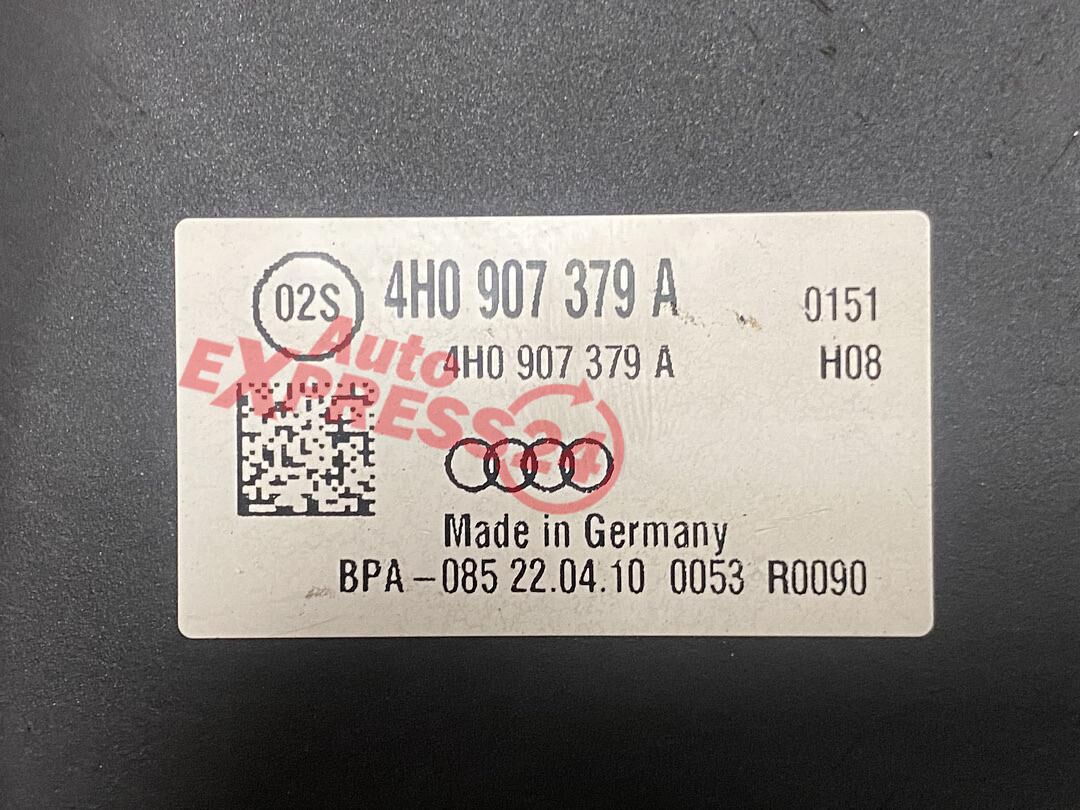 02S 4H0 907 379 A 0151
4H0 907 379 A H08
Auto
EXPRESS24
Made in Germany
BPA-085 22.04.10 0053 R0090